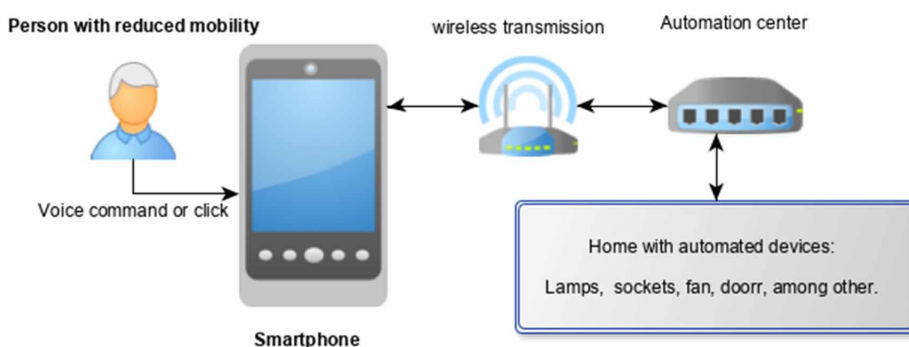 Person with reduced mobility
wireless transmission
Automation center
Voice command or click
Home with automated devices:
Lamps, sockets, fan, doorr, among other.
Smartphone